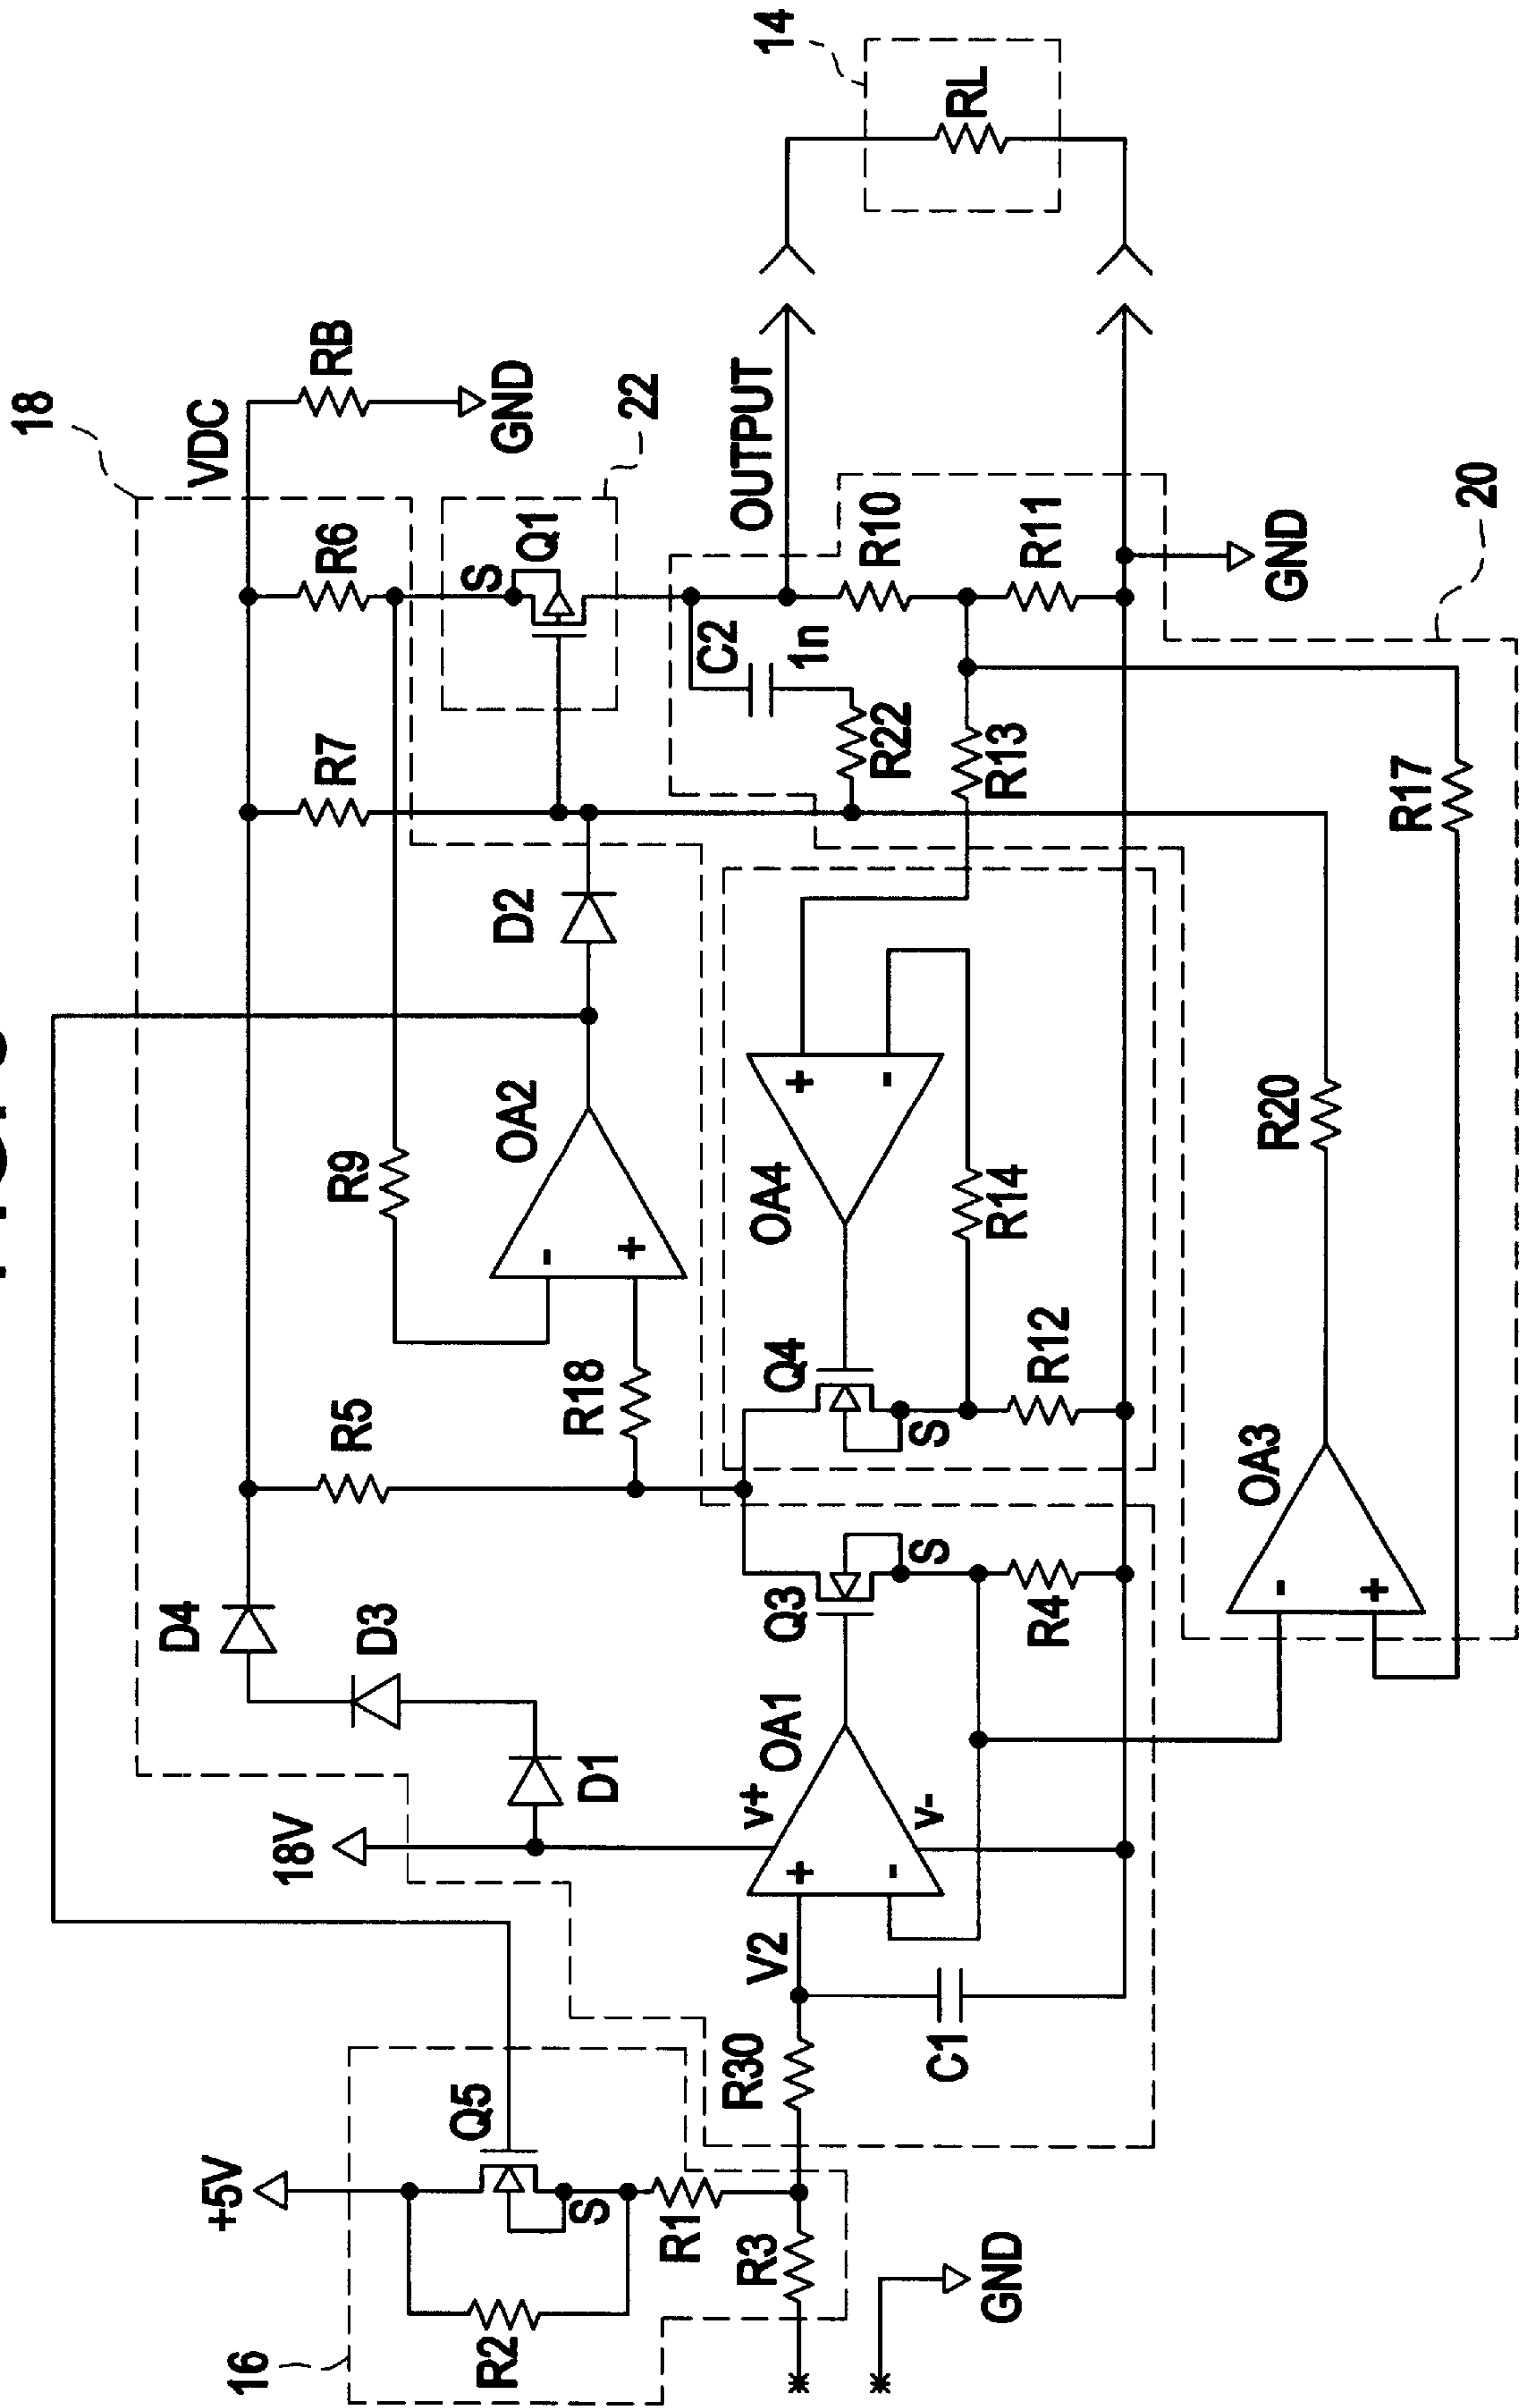 18
VDC
RB
GND
R6
R7
S
Q1
22
D2
OA2
R9
-
+
R18
R5
D4
D3
D1
18V
16
+5V
Q5
S
R2
R1
R3
R30
V2
GND
C1
OA1
v+
v-
+
-
Q3
S
R4
Q4
S
R12
OA4
+
-
R14
C2
1n
R22
R13
OUTPUT
R10
R11
GND
14
RL
20
R17
R20
OA3
-
+